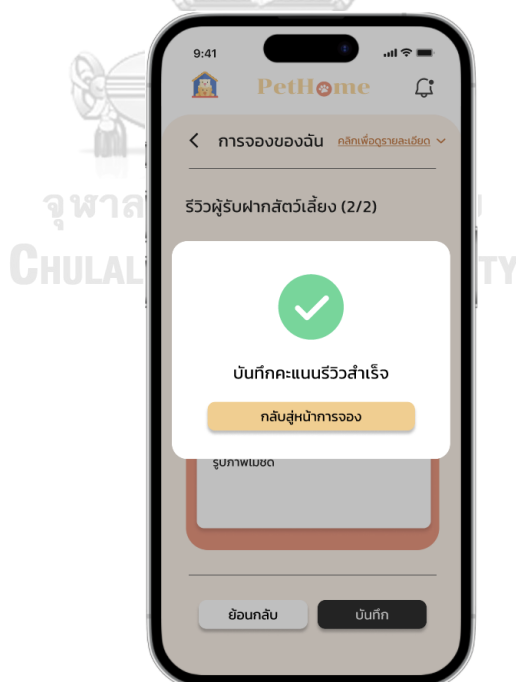 9:41
PetHome
การจองของฉัน คลิกเพื่อดูรายละเอียด
รีวิวผู้รับฝากสัตว์เลี้ยง (2/2)
จุฬาล
CHULAL TY
บันทึกคะแนนรีวิวสำเร็จ
กลับสู่หน้าการจอง
รูปภาพไม่ชัด
ย้อนกลับ บันทึก